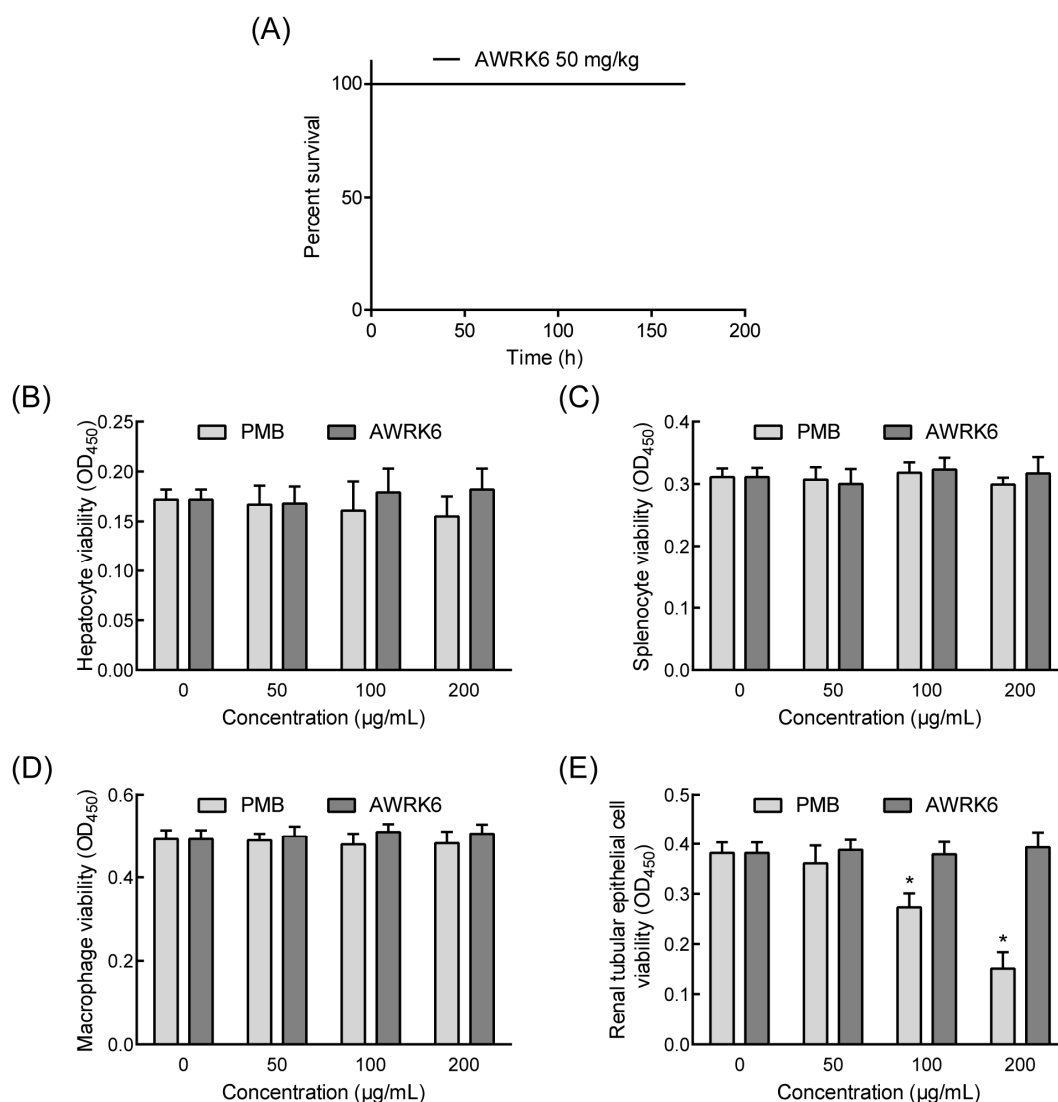 (A)
AWRK6 50 mg/kg
Percent survival
100
50
0
0 50 100 150 200
Time (h)
(B)
PMB AWRK6
Hepatocyte viability (OD450)
0.25
0.20
0.15
0.10
0.05
0.00
0 50 100 200
Concentration (µg/mL)
(C)
PMB AWRK6
Splenocyte viability (OD450)
0.4
0.3
0.2
0.1
0.0
0 50 100 200
Concentration (µg/mL)
(D)
PMB AWRK6
Macrophage viability (OD450)
0.6
0.4
0.2
0.0
0 50 100 200
Concentration (µg/mL)
(E)
PMB AWRK6
Renal tubular epithelial cell
viability (OD450)
0.5
0.4
0.3
0.2
0.1
0.0
*
*
0 50 100 200
Concentration (µg/mL)